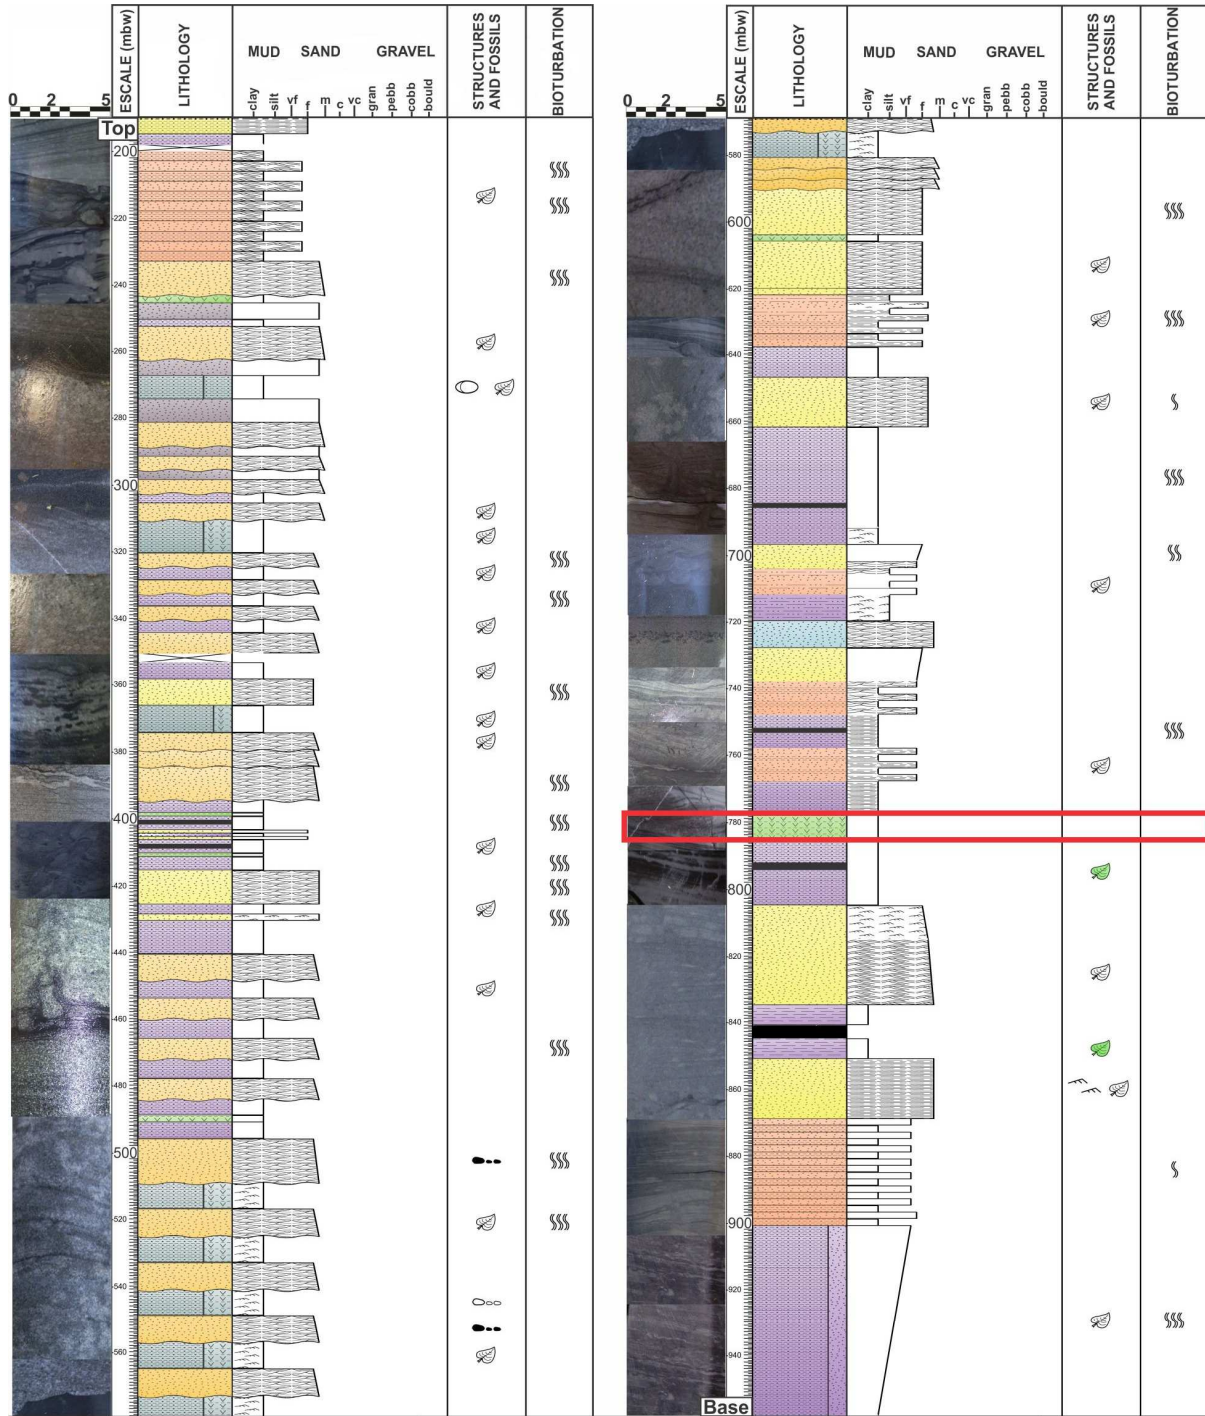 0 5
ESCALE (mbw)
LITHOLOGY
MUD SAND GRAVEL
clay silt vf f m c vc gran pebb cobb bould
STRUCTURES
AND FOSSILS
BIOTURBATION
Top
200
220
240
260
280
300
320
340
360
380
400
420
440
460
480
500
520
540
560
0 5
ESCALE (mbw)
LITHOLOGY
MUD SAND GRAVEL
clay silt vf f m c vc gran pebb cobb bould
STRUCTURES
AND FOSSILS
BIOTURBATION
580
600
620
640
660
680
700
720
740
760
780
800
820
840
860
880
900
920
940
Base